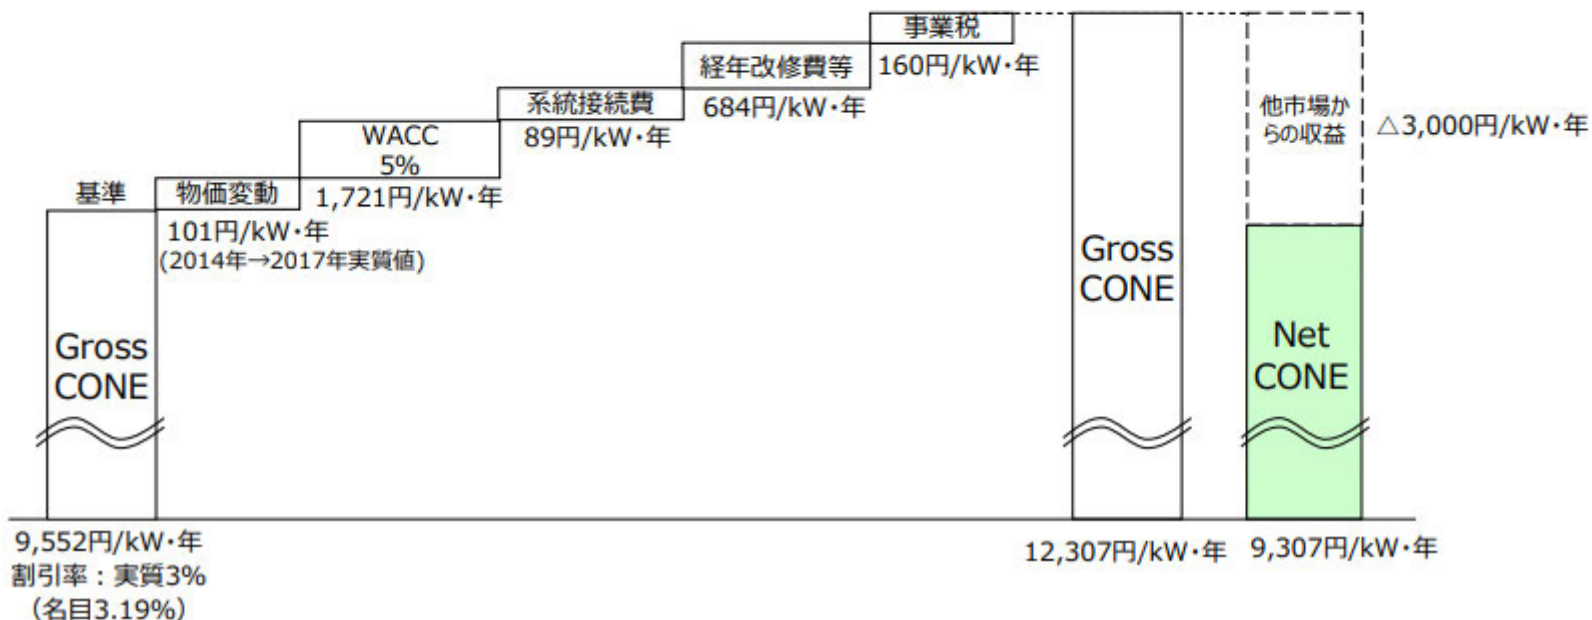 事業税
160円/kW・年
経年改修費等
684円/kW・年
系統接続費
89円/kW・年
WACC
5%
1,721円/kW・年
物価変動
101円/kW・年
(2014年→2017年実質値)
基準
Gross
CONE
9,552円/kW・年
割引率：実質3%
（名目3.19%）
Gross
CONE
12,307円/kW・年
他市場か
らの収益
△3,000円/kW・年
Net
CONE
9,307円/kW・年